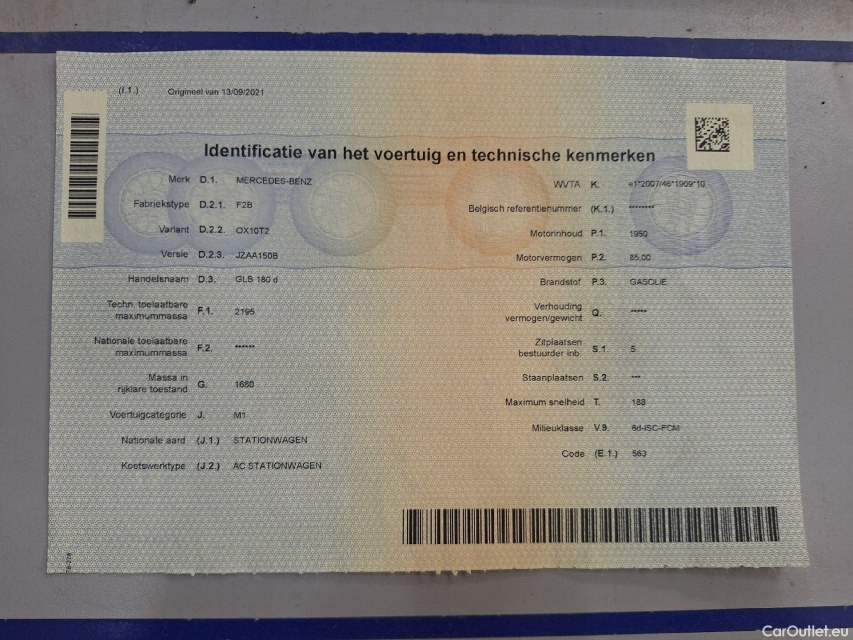 (I.1.) Origineel van 13/09/2021
Identificatie van het voertuig en technische kenmerken
Merk D.1. MERCEDES-BENZ
Fabriekstype D.2.1. F2B
Variant D.2.2. OX10T2
Versie D.2.3. JZAA150B
Handelsnaam D.3. GLB 180 d
Techn. toelaatbare
maximummassa F.1. 2195
Nationale toelaatbare
maximummassa F.2. ******
Massa in
rijklare toestand G. 1680
Voertuigcategorie J. M1
Nationale aard (J.1.) STATIONWAGEN
Koetswerktype (J.2.) AC STATIONWAGEN
WVTA K. e1*2007/46*1909*10
Belgisch referentienummer (K.1.) ********
Motorinhoud P.1. 1950
Motorvermogen P.2. 85,00
Brandstof P.3. GASOLIE
Verhouding
vermogen/gewicht Q. *****
Zitplaatsen
bestuurder inb. S.1. 5
Staanplaatsen S.2. ***
Maximum snelheid T. 188
Milieuklasse V.9. 6d-ISC-FCM
Code (E.1.) 563
CarOutlet.eu